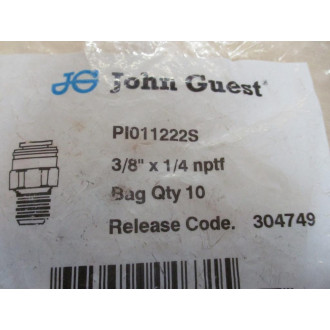 JG John Guest
PI011222S
3/8" x 1/4 nptf
Bag Qty 10
Release Code. 304749